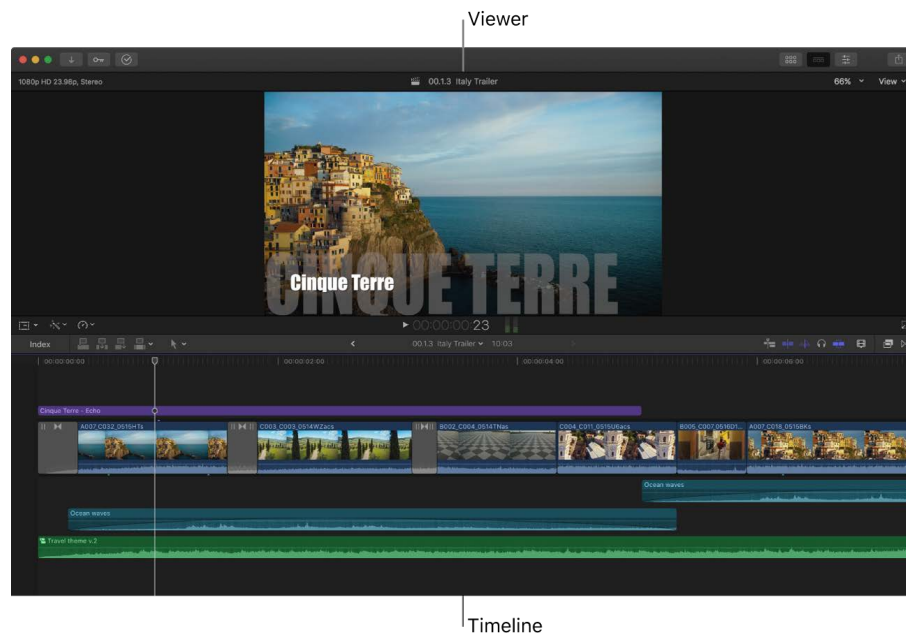 Viewer
1080p HD 23.98p, Stereo
00.1.3 Italy Trailer
66%
View
CINQUE TERRE
Cinque Terre
00:00:00:23
Index
00.1.3 Italy Trailer
10:03
00:00:00:00
00:00:02:00
00:00:04:00
00:00:06:00
Cinque Terre - Echo
A007_C032_0515HTs
C003_C003_0514WZacs
B002_C004_0514TNas
C004_C011_0515U6acs
B005_C007_0516D1...
A007_C018_0515BKs
Ocean waves
Ocean waves
Travel theme v.2
Timeline